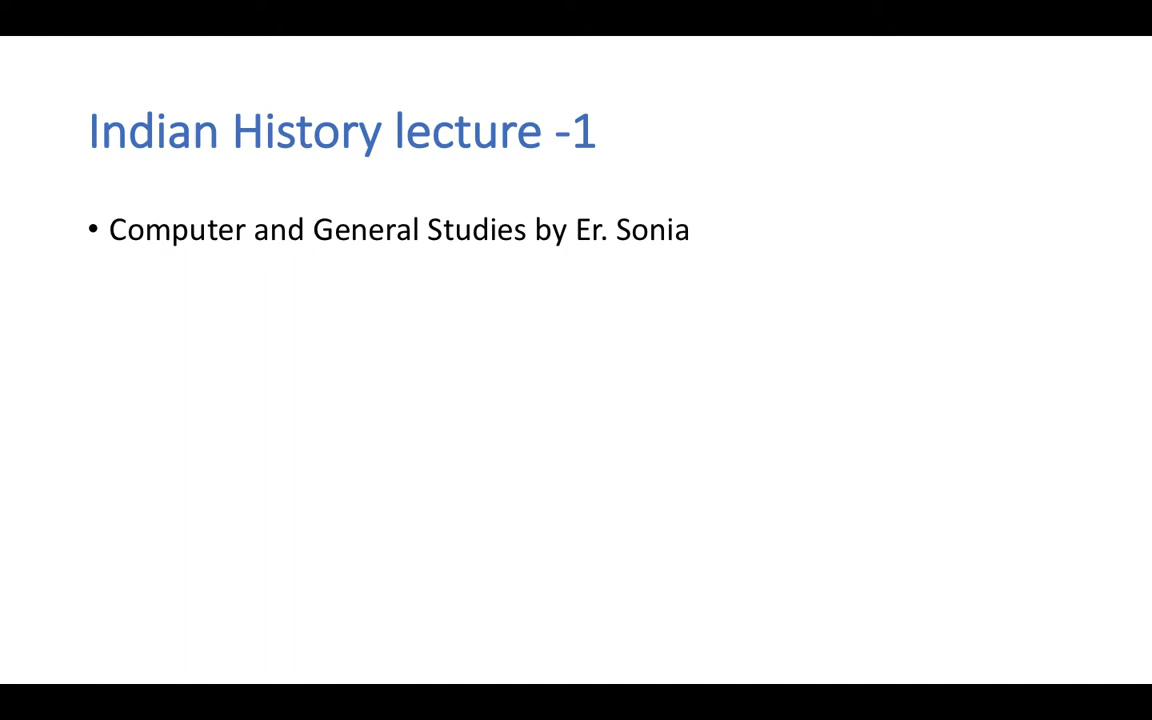 Indian History lecture -1
• Computer and General Studies by Er. Sonia